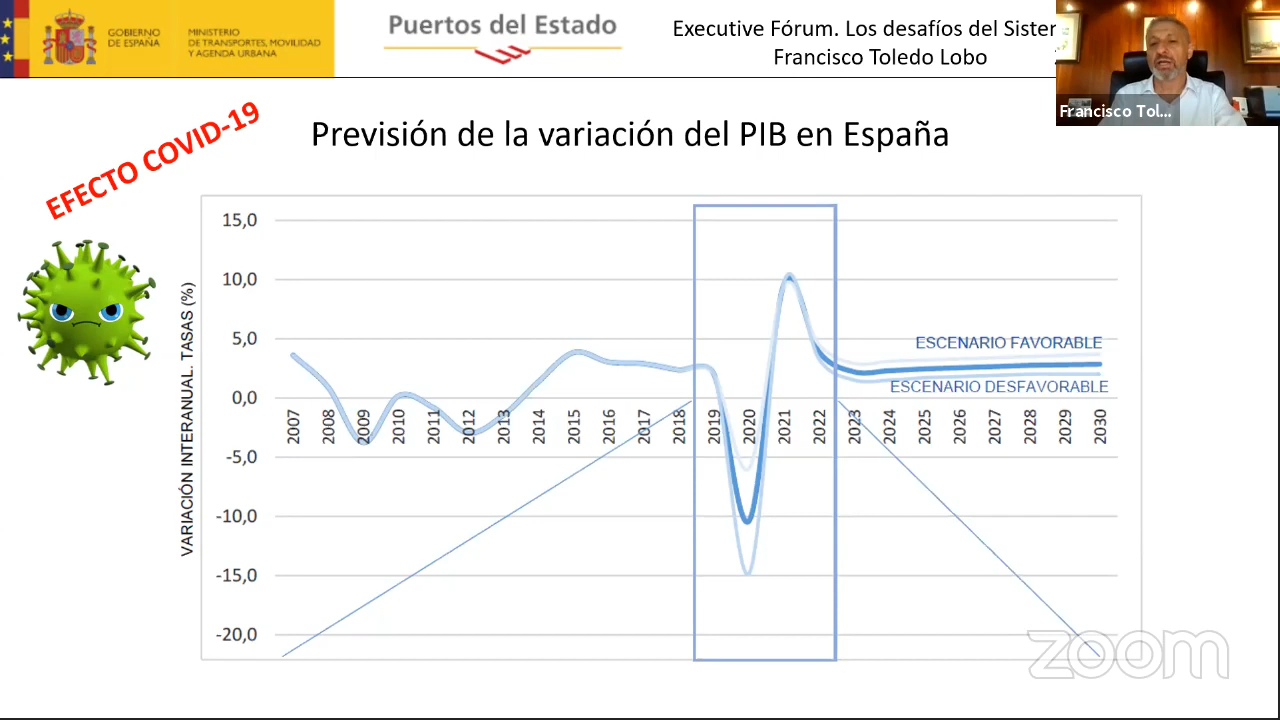 GOBIERNO
DE ESPAÑA
MINISTERIO
DE TRANSPORTES, MOVILIDAD
Y AGENDA URBANA
Puertos del Estado
Executive Fórum. Los desafíos del Sister
Francisco Toledo Lobo
Francisco Tol...
EFECTO COVID-19
Previsión de la variación del PIB en España
VARIACIÓN INTERANUAL. TASAS (%)
15,0
10,0
5,0
0,0
-5,0
-10,0
-15,0
-20,0
2007 2008 2009 2010 2011 2012 2013 2014 2015 2016 2017 2018 2019 2020 2021 2022 2023 2024 2025 2026 2027 2028 2029 2030
ESCENARIO FAVORABLE
ESCENARIO DESFAVORABLE
zoom